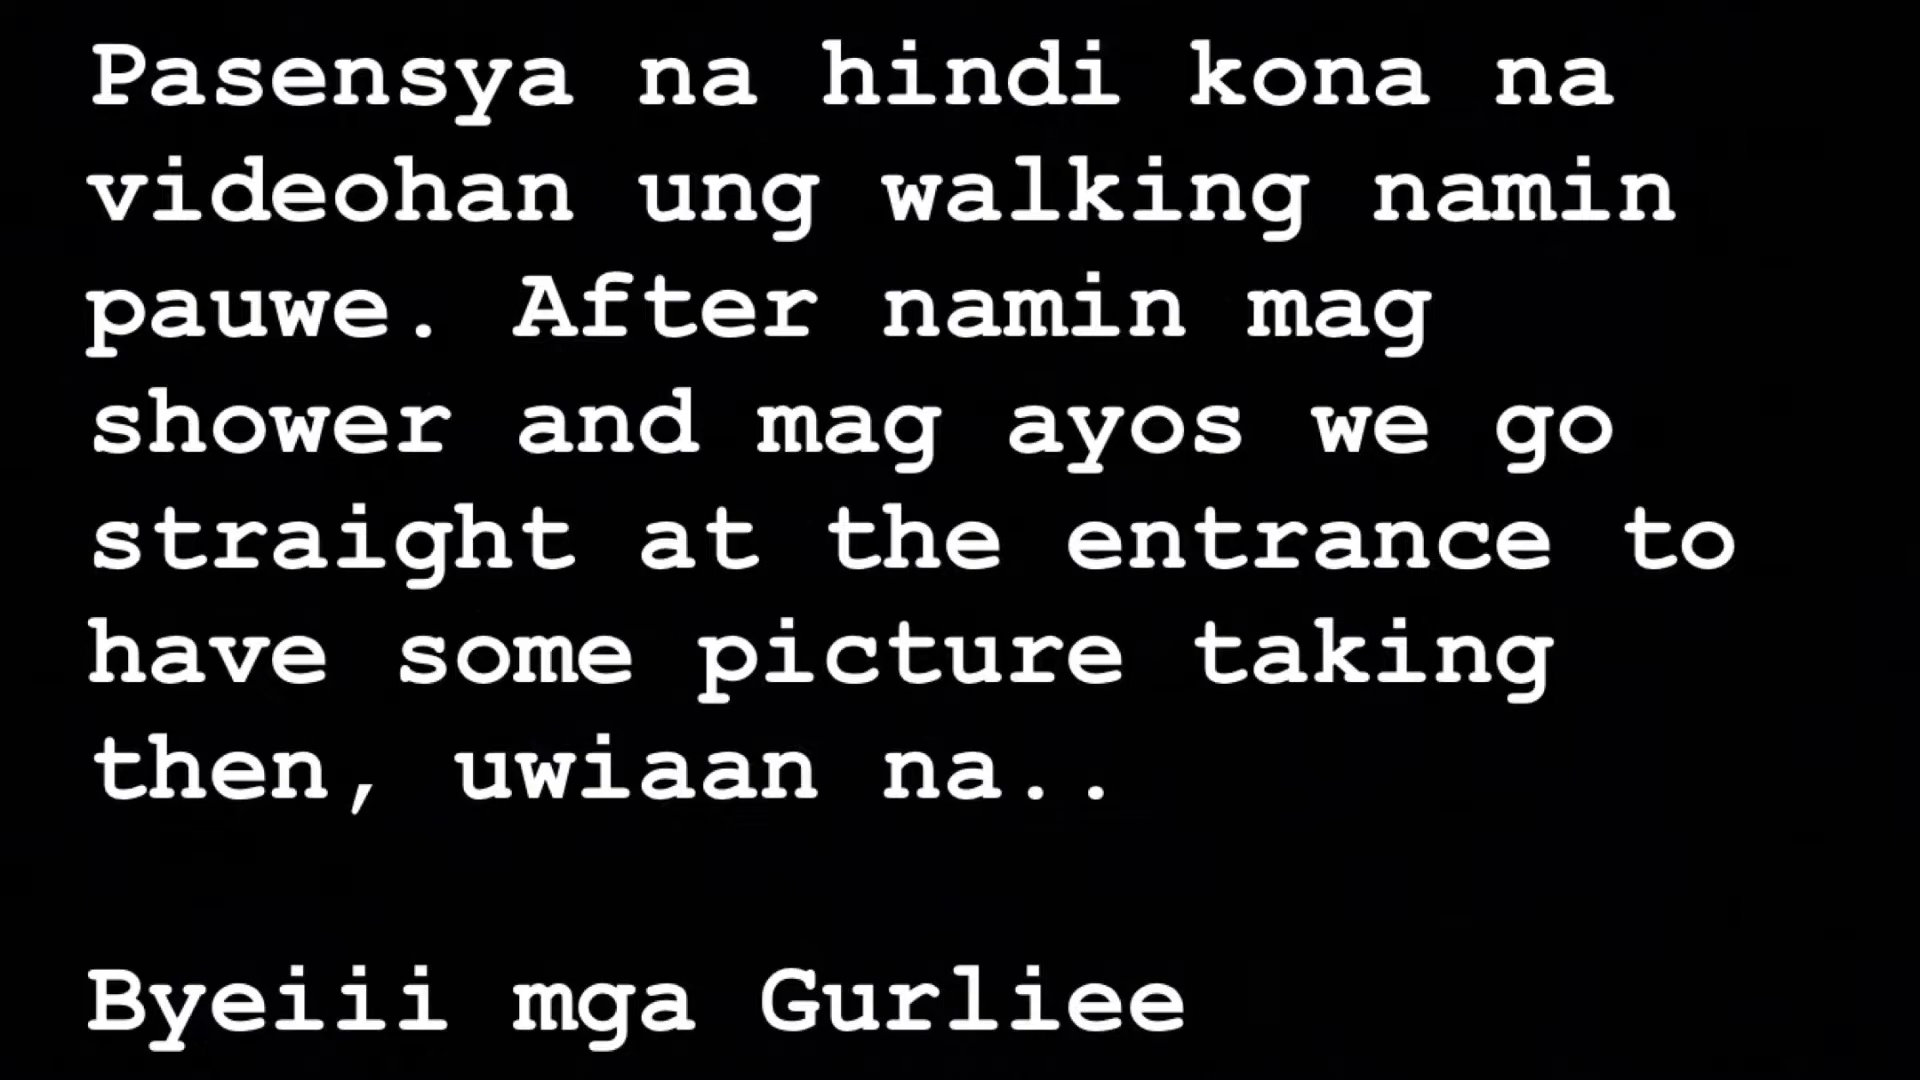 Pasensya na hindi kona na
videohan ung walking namin
pauwe. After namin mag
shower and mag ayos we go
straight at the entrance to
have some picture taking
then, uwiaan na..
Byeiii mga Gurliee